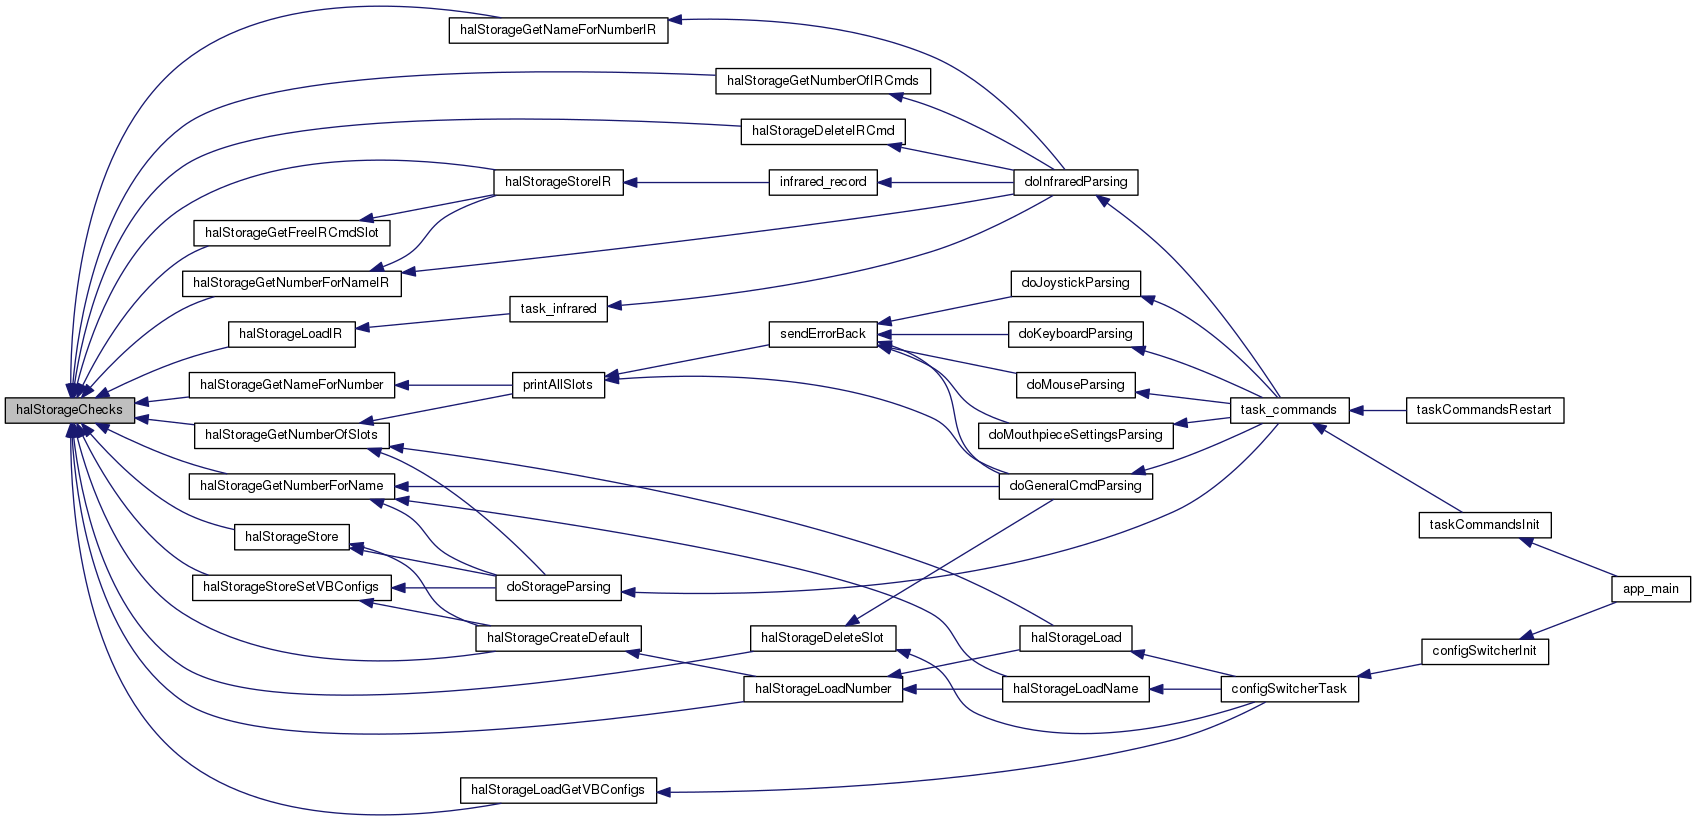 halStorageGetNameForNumberIR
halStorageGetNumberOfIRCmds
halStorageDeleteIRCmd
halStorageStoreIR
infrared_record
doInfraredParsing
halStorageGetFreeIRCmdSlot
halStorageGetNumberForNameIR
doJoystickParsing
task_infrared
halStorageLoadIR
sendErrorBack
doKeyboardParsing
halStorageGetNameForNumber
printAllSlots
doMouseParsing
halStorageChecks
task_commands
taskCommandsRestart
halStorageGetNumberOfSlots
doMouthpieceSettingsParsing
halStorageGetNumberForName
doGeneralCmdParsing
taskCommandsInit
halStorageStore
halStorageStoreSetVBConfigs
doStorageParsing
app_main
halStorageCreateDefault
halStorageDeleteSlot
halStorageLoad
configSwitcherInit
halStorageLoadNumber
halStorageLoadName
configSwitcherTask
halStorageLoadGetVBConfigs